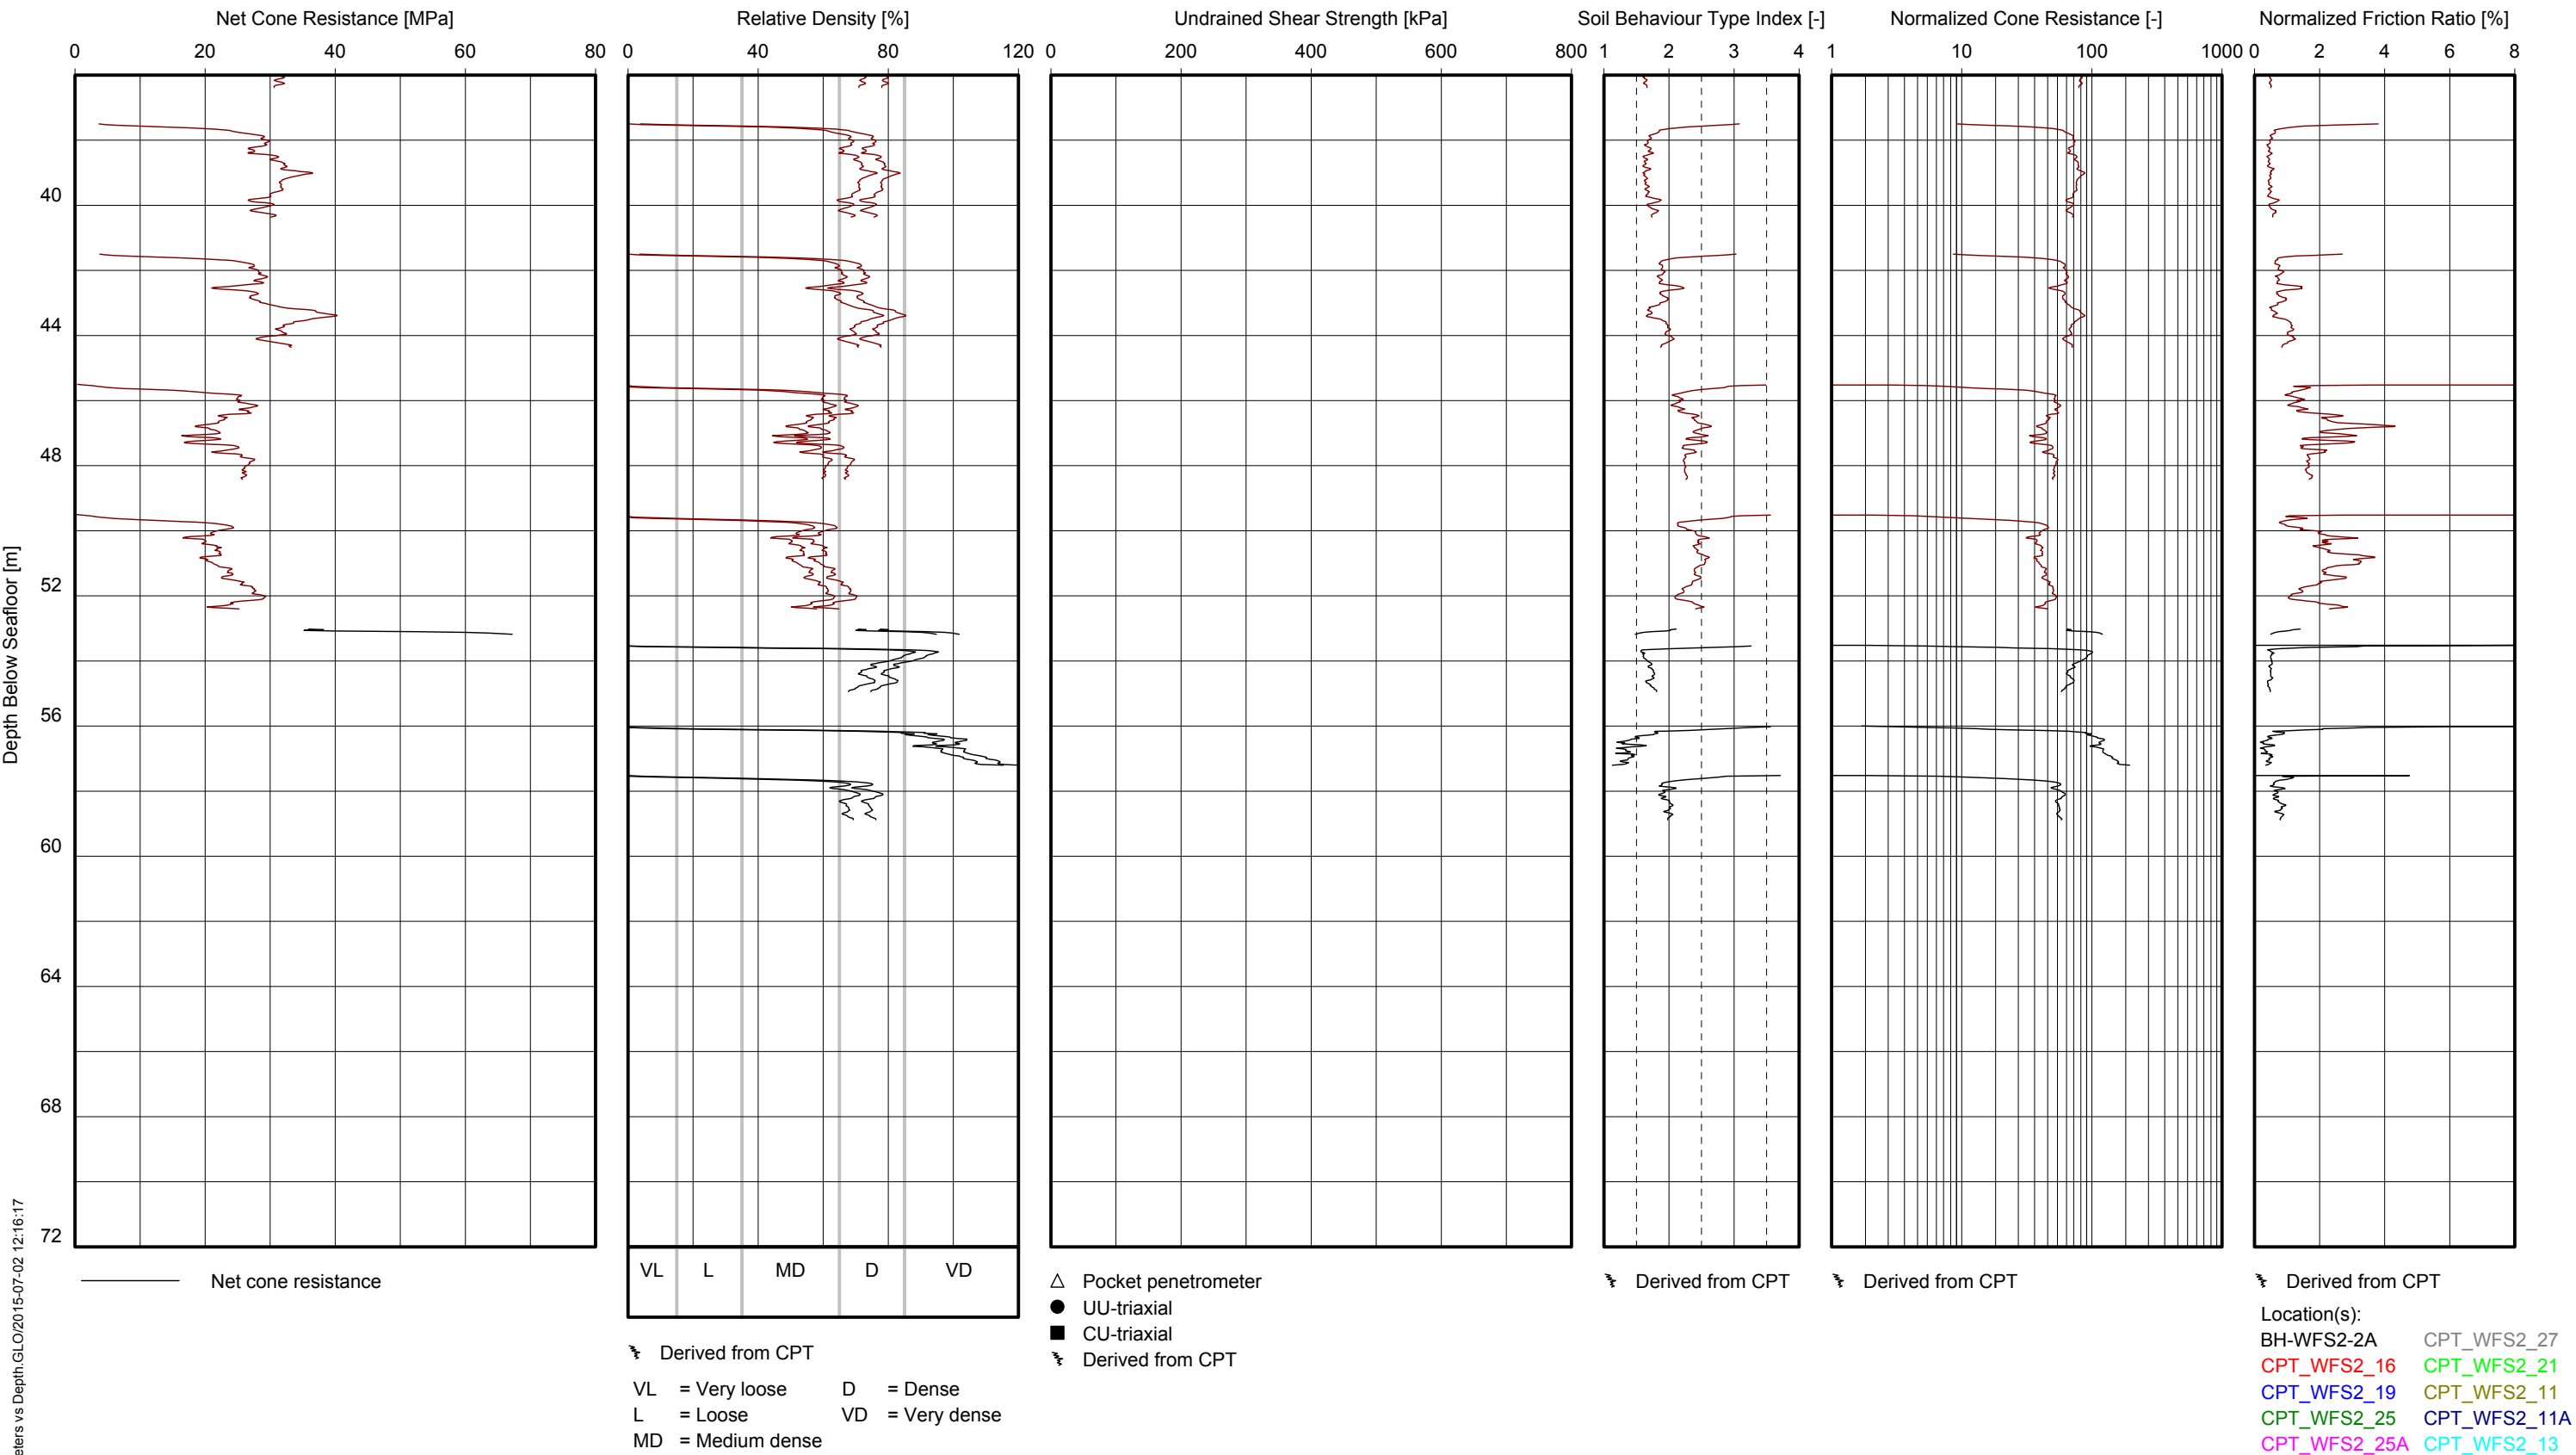 Net Cone Resistance [MPa] Relative Density [%] Undrained Shear Strength [kPa] Soil Behaviour Type Index [-] Normalized Cone Resistance [-] Normalized Friction Ratio [%]
0 20 40 60 80 0 40 80 120 0 200 400 600 800 1 2 3 4 1 10 100 1000 0 2 4 6 8
40
44
48
52
56
60
64
68
72
Depth Below Seafloor [m]
eters vs Depth.GLO/2015-07-02 12:16:17
Net cone resistance
VL L MD D VD
Derived from CPT
VL = Very loose D = Dense
L = Loose VD = Very dense
MD = Medium dense
Pocket penetrometer
UU-triaxial
CU-triaxial
Derived from CPT
Derived from CPT
Derived from CPT
Derived from CPT
Location(s):
BH-WFS2-2A CPT_WFS2_27
CPT_WFS2_16 CPT_WFS2_21
CPT_WFS2_19 CPT_WFS2_11
CPT_WFS2_25 CPT_WFS2_11A
CPT_WFS2_25A CPT_WFS2_13